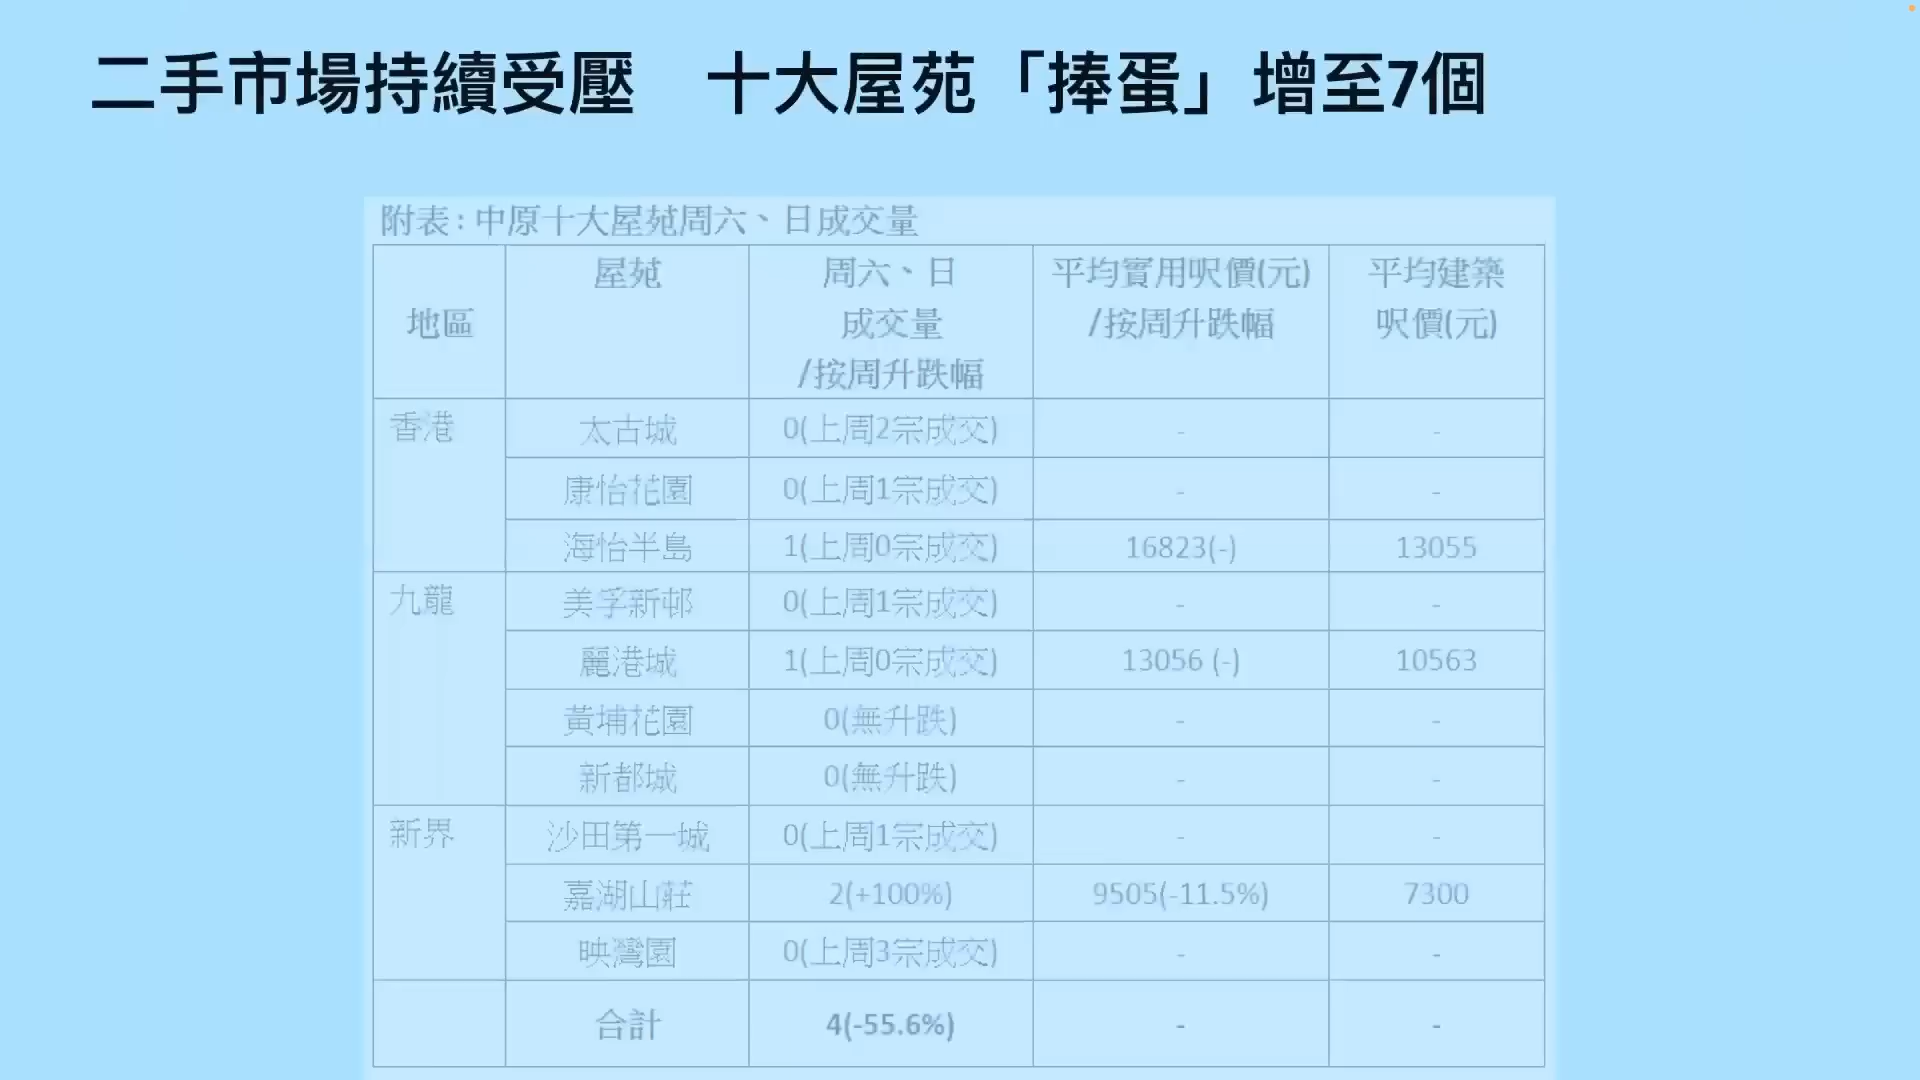 二手市場持續受壓　十大屋苑「捧蛋」增至7個
附表:中原十大屋苑周六、日成交量
地區 屋苑 周六、日成交量/按周升跌幅 平均實用呎價(元)/按周升跌幅 平均建築呎價(元)
香港 太古城 0(上周2宗成交) - -
康怡花園 0(上周1宗成交) - -
海怡半島 1(上周0宗成交) 16823(-) 13055
九龍 美孚新邨 0(上周1宗成交) - -
麗港城 1(上周0宗成交) 13056 (-) 10563
黃埔花園 0(無升跌) - -
新都城 0(無升跌) - -
新界 沙田第一城 0(上周1宗成交) - -
嘉湖山莊 2(+100%) 9505(-11.5%) 7300
映灣園 0(上周3宗成交) - -
合計 4(-55.6%) - -